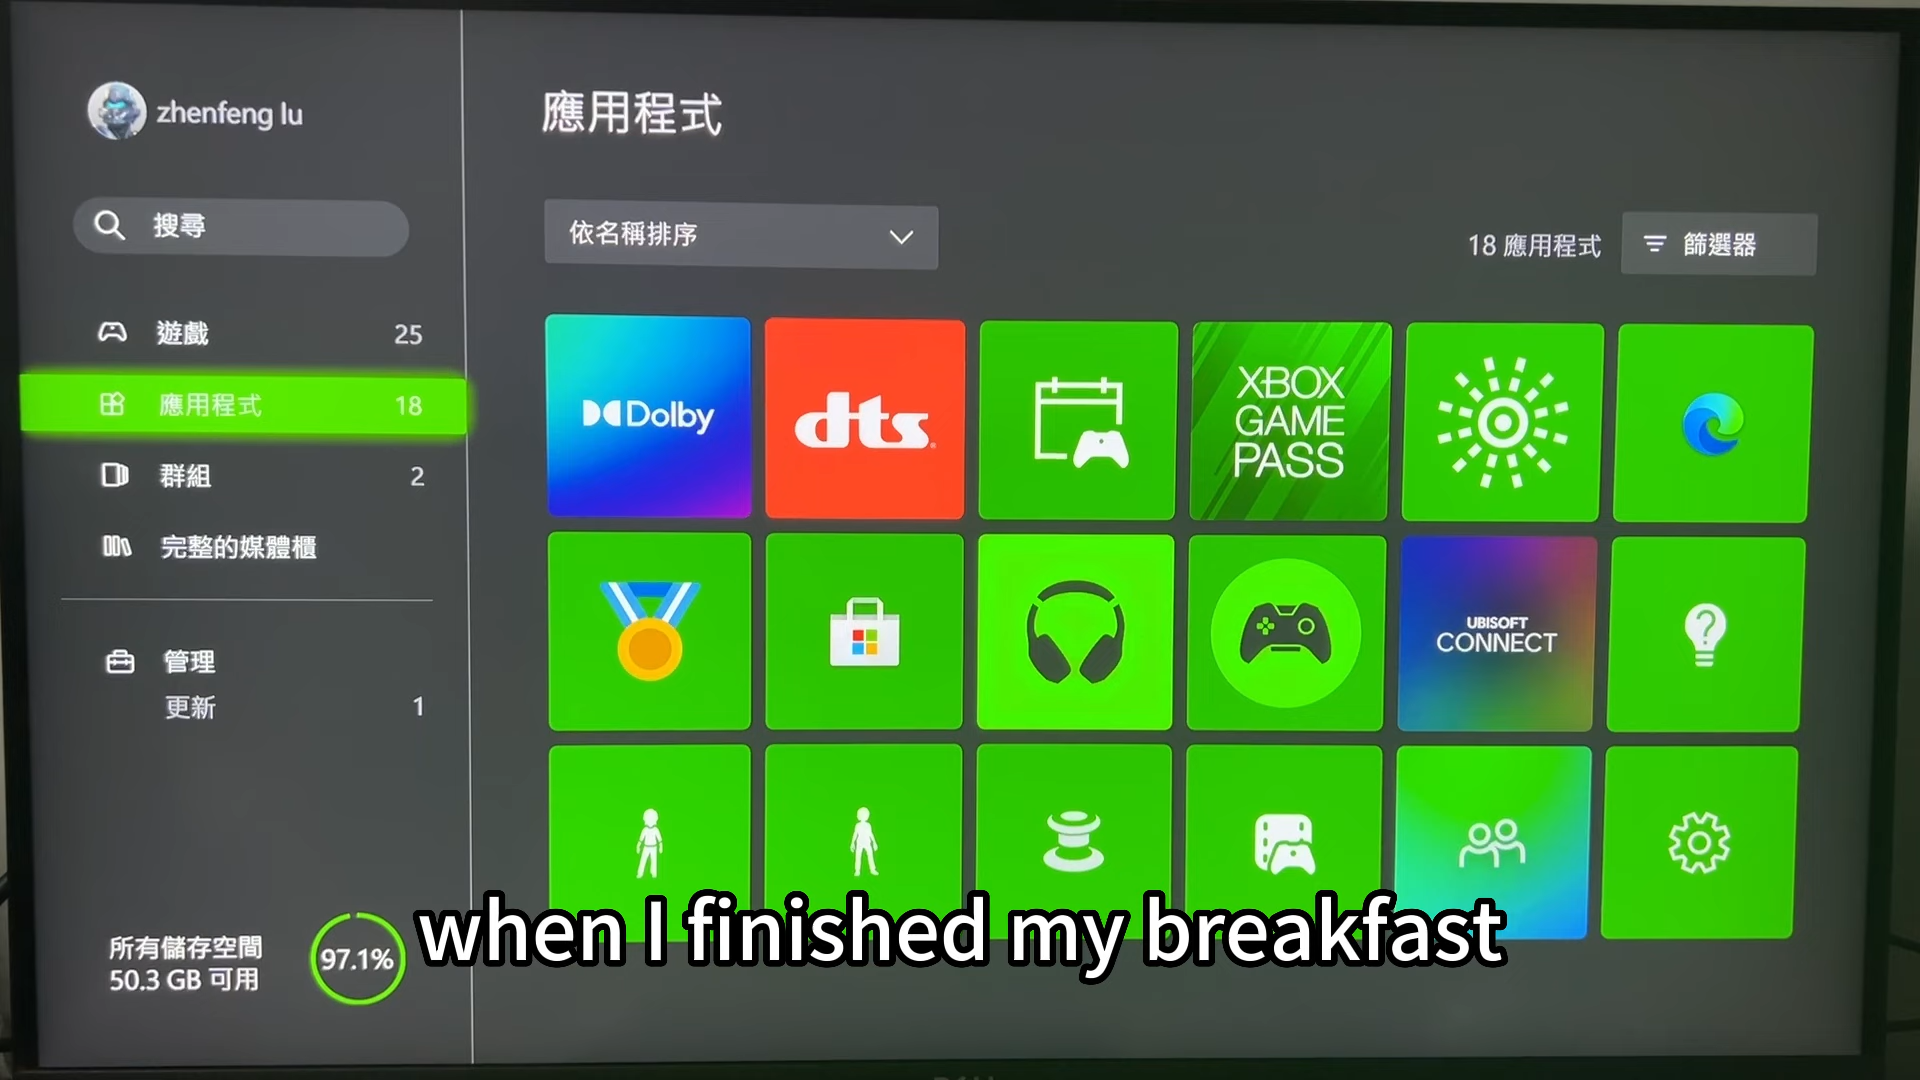 zhenfeng lu
搜尋
遊戲 25
應用程式 18
群組 2
完整的媒體櫃
管理
更新 1
所有儲存空間
50.3 GB 可用
97.1%
應用程式
依名稱排序
18 應用程式
篩選器
Dolby
dts
XBOX
GAME
PASS
UBISOFT
CONNECT
when I finished my breakfast